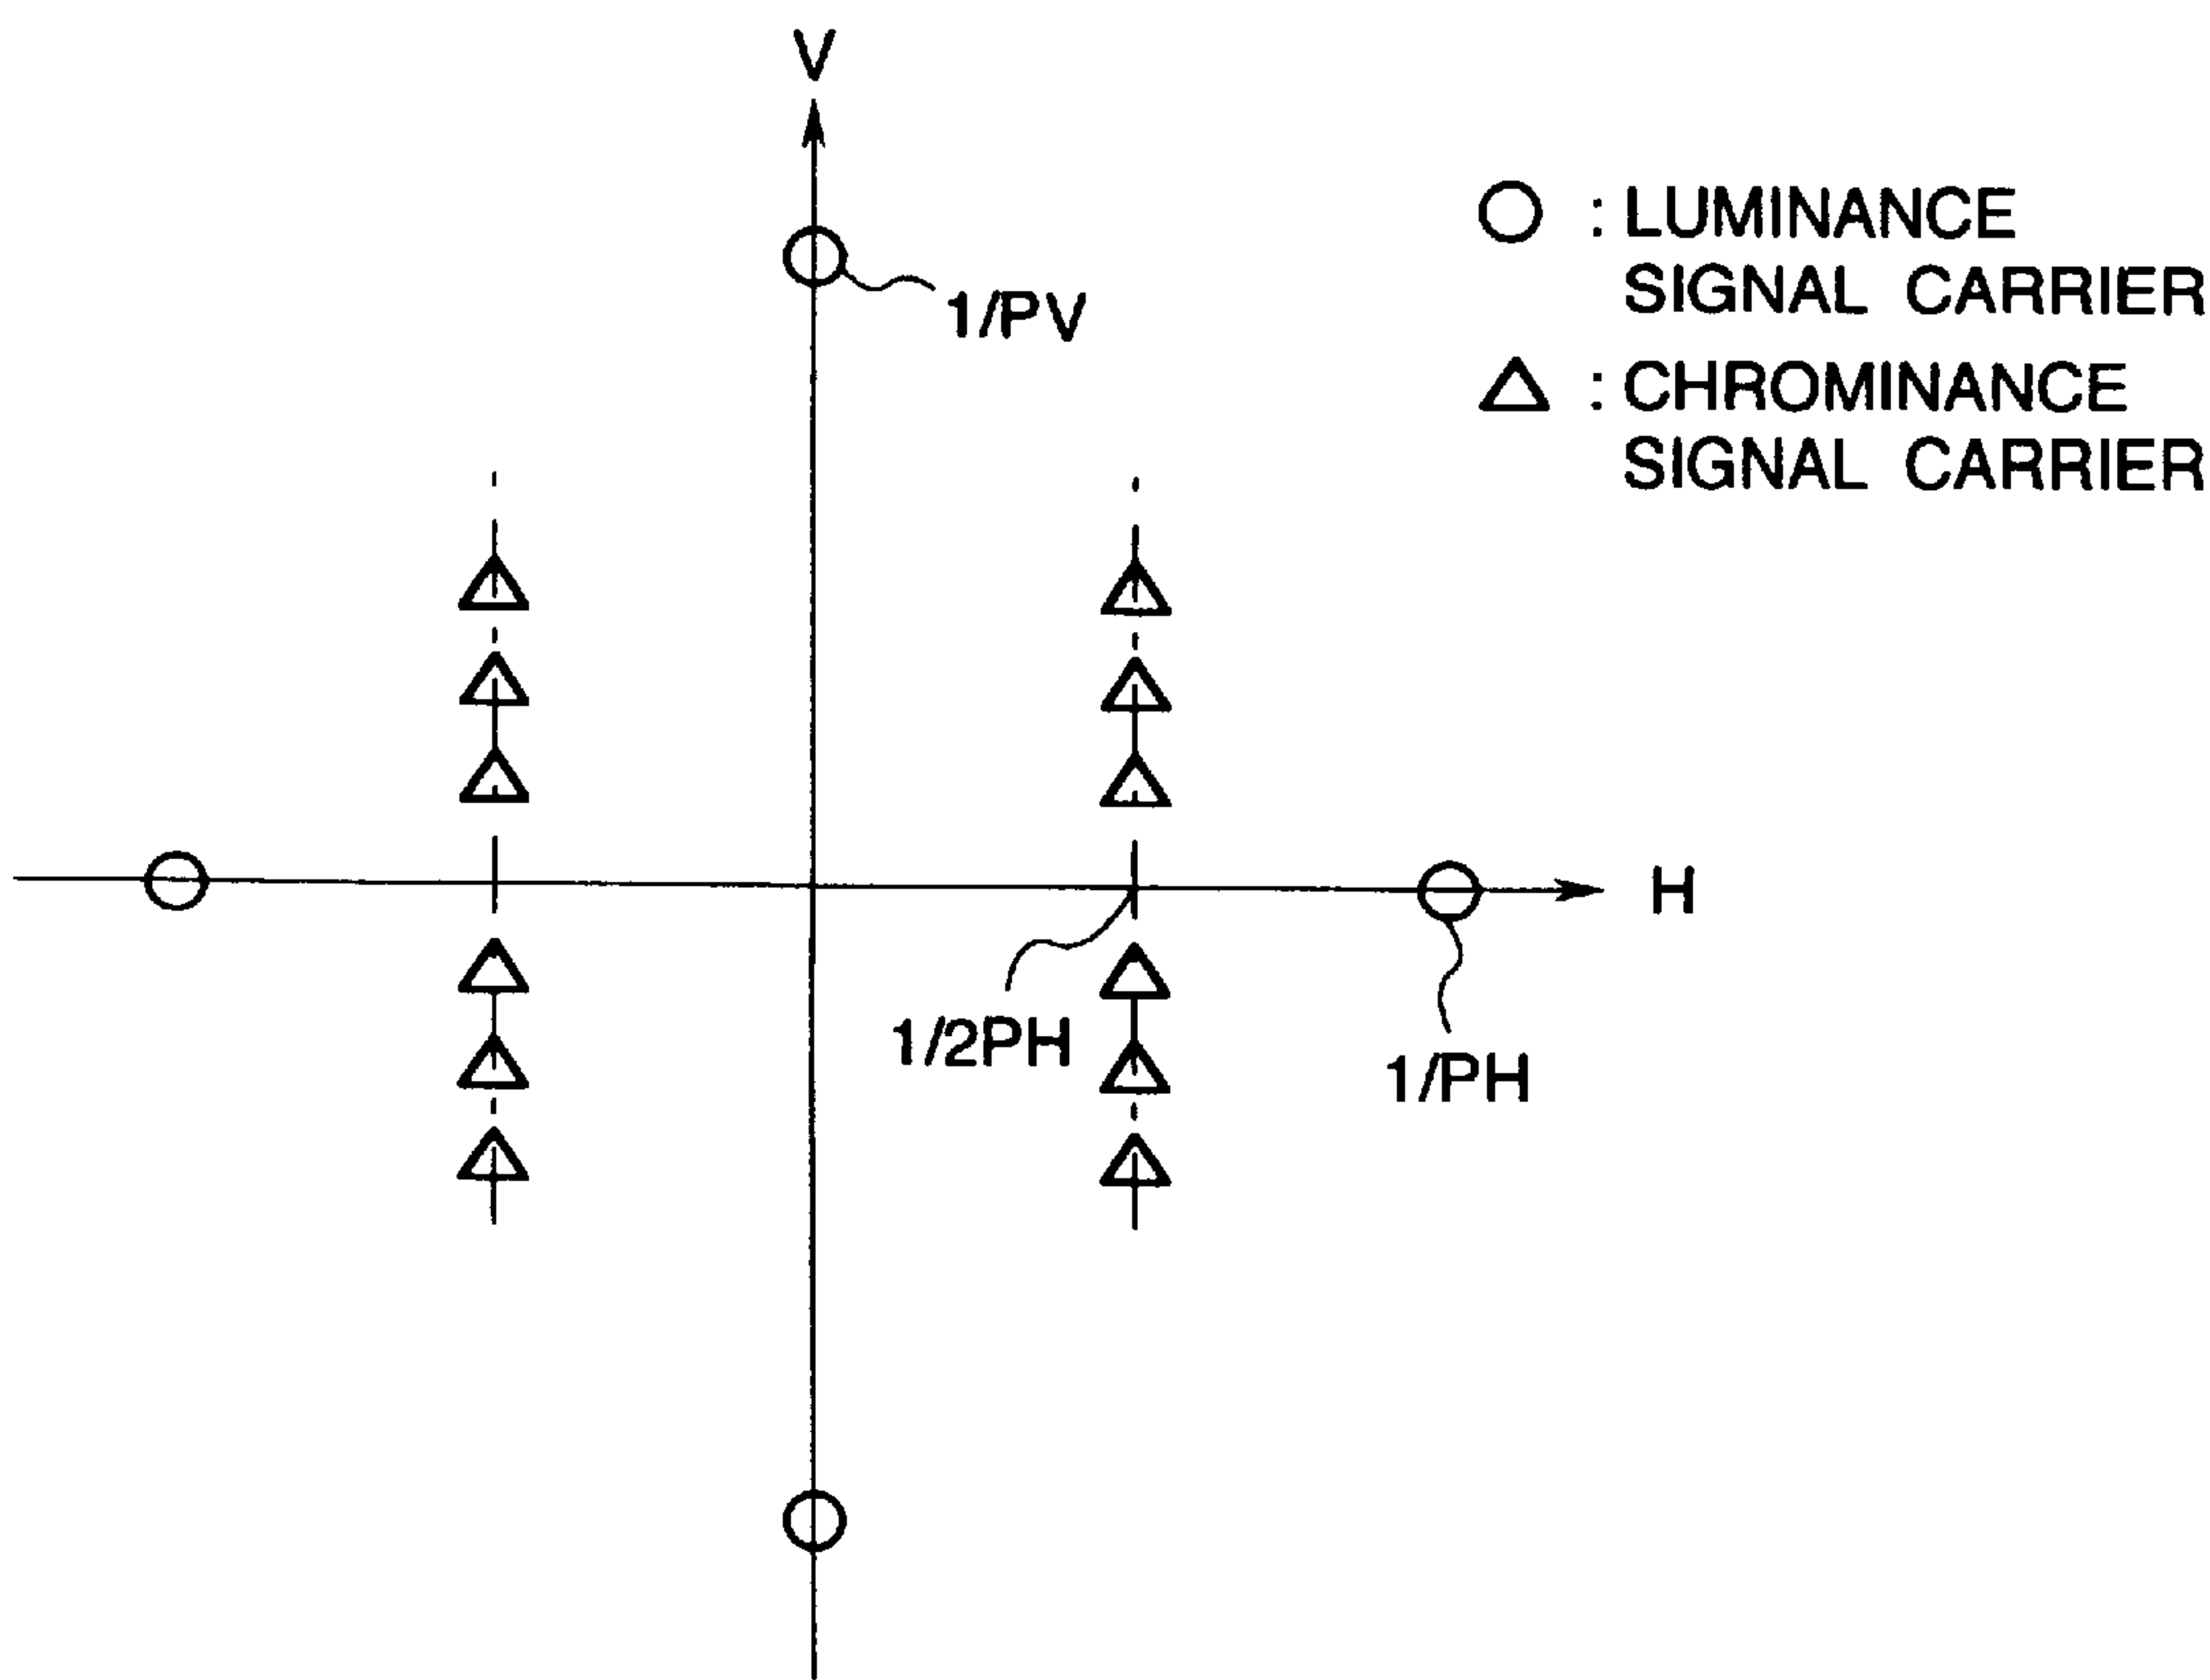 V
: LUMINANCE
SIGNAL CARRIER
1/PV
: CHROMINANCE
SIGNAL CARRIER
H
1/2PH
1/PH